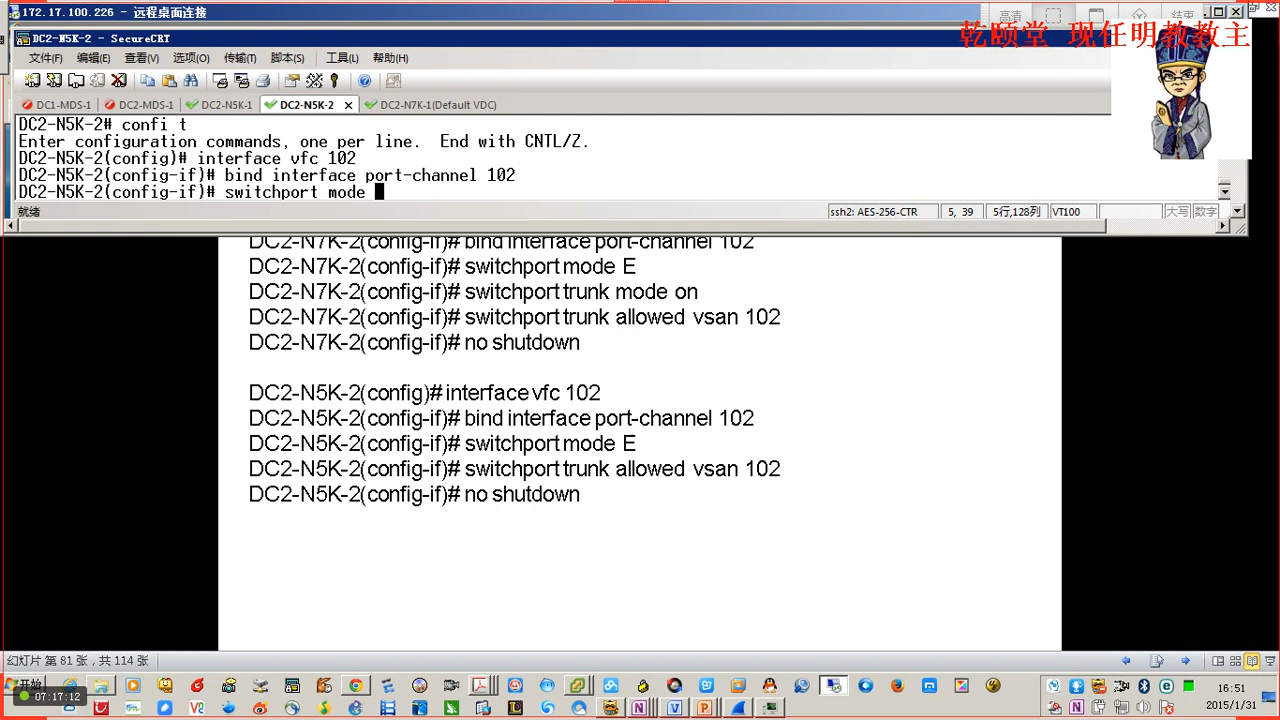 172.17.100.226 - 远程桌面连接
高清
结束
乾颐堂 现任明教教主
DC2-N5K-2 - SecureCRT
文件(F) 编辑(E) 查看(V) 选项(O) 传输(T) 脚本(S) 工具(L) 帮助(H)
DC1-MDS-1 DC2-MDS-1 DC2-N5K-1 DC2-N5K-2 DC2-N7K-1(Default VDC)
DC2-N5K-2# confi t
Enter configuration commands, one per line.  End with CNTL/Z.
DC2-N5K-2(config)# interface vfc 102
DC2-N5K-2(config-if)# bind interface port-channel 102
DC2-N5K-2(config-if)# switchport mode
就绪
ssh2: AES-256-CTR
5, 39
5行,128列
VT100
大写 数字
DC2-N7K-2(config-if)# bind interface port-channel 102
DC2-N7K-2(config-if)# switchport mode E
DC2-N7K-2(config-if)# switchport trunk mode on
DC2-N7K-2(config-if)# switchport trunk allowed vsan 102
DC2-N7K-2(config-if)# no shutdown
DC2-N5K-2(config)# interface vfc 102
DC2-N5K-2(config-if)# bind interface port-channel 102
DC2-N5K-2(config-if)# switchport mode E
DC2-N5K-2(config-if)# switchport trunk allowed vsan 102
DC2-N5K-2(config-if)# no shutdown
幻灯片 第 81 张，共 114 张
开始
07:17:12
16:51
2015/1/31